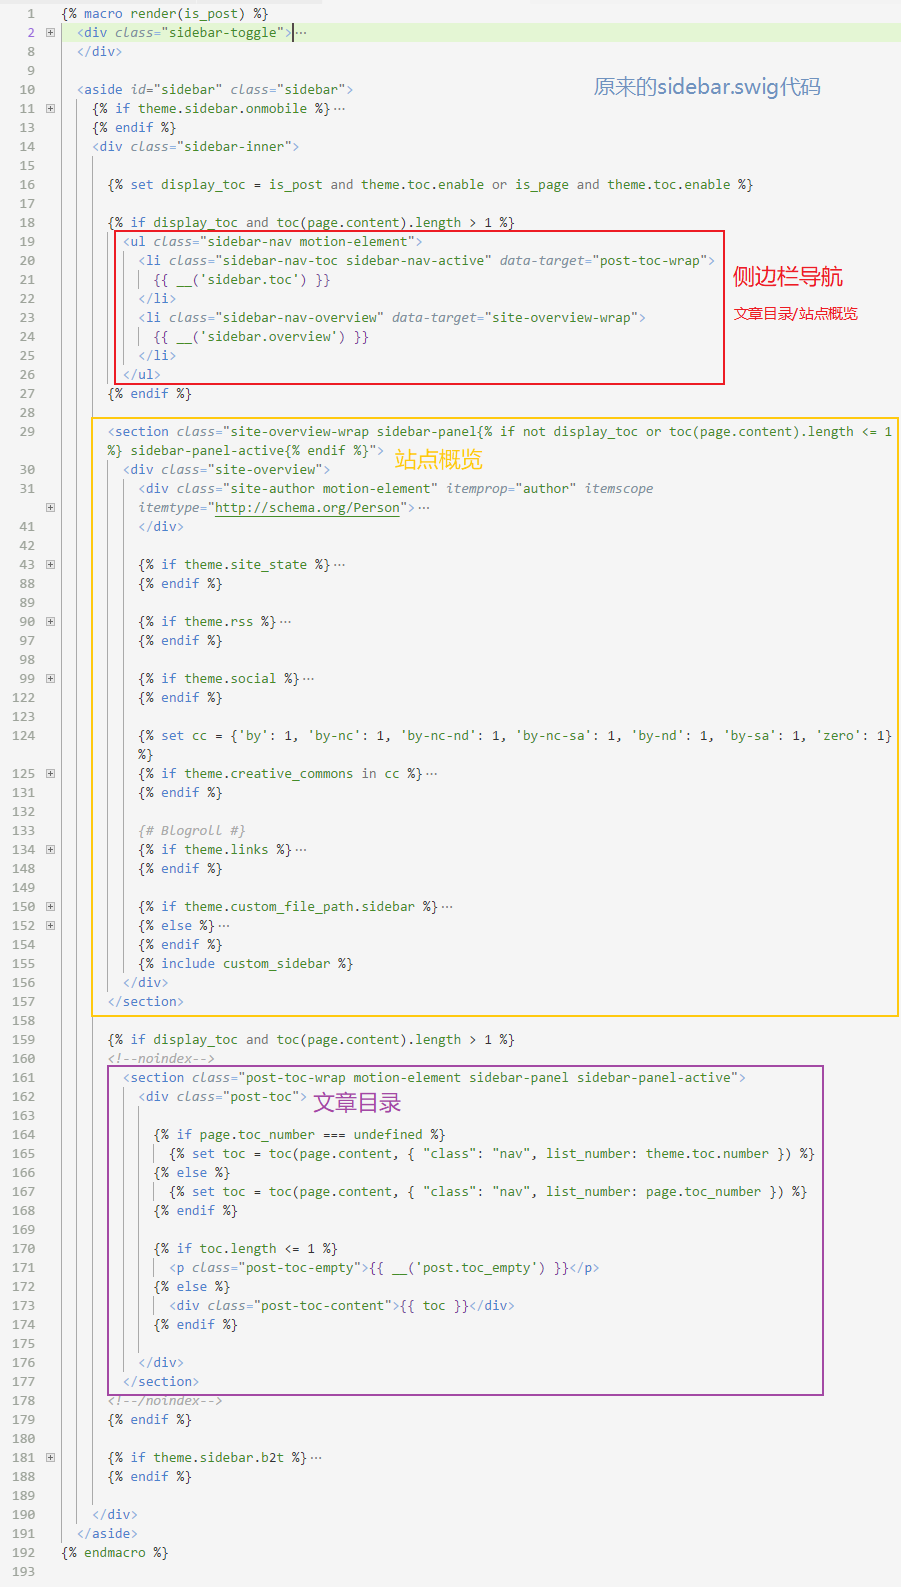 1 {% macro render(is_post) %}
2 <div class="sidebar-toggle">···
8 </div>
9
10 <aside id="sidebar" class="sidebar">
原来的sidebar.swig代码
11 {% if theme.sidebar.onmobile %}···
13 {% endif %}
14 <div class="sidebar-inner">
15
16 {% set display_toc = is_post and theme.toc.enable or is_page and theme.toc.enable %}
17
18 {% if display_toc and toc(page.content).length > 1 %}
19 <ul class="sidebar-nav motion-element">
20 <li class="sidebar-nav-toc sidebar-nav-active" data-target="post-toc-wrap">
21 {{ __('sidebar.toc') }}
侧边栏导航
22 </li>
23 <li class="sidebar-nav-overview" data-target="site-overview-wrap">
文章目录/站点概览
24 {{ __('sidebar.overview') }}
25 </li>
26 </ul>
27 {% endif %}
28
29 <section class="site-overview-wrap sidebar-panel{% if not display_toc or toc(page.content).length <= 1
%} sidebar-panel-active{% endif %}">
站点概览
30 <div class="site-overview">
31 <div class="site-author motion-element" itemprop="author" itemscope
itemtype="http://schema.org/Person">···
41 </div>
42
43 {% if theme.site_state %}···
88 {% endif %}
89
90 {% if theme.rss %}···
97 {% endif %}
98
99 {% if theme.social %}···
122 {% endif %}
123
124 {% set cc = {'by': 1, 'by-nc': 1, 'by-nc-nd': 1, 'by-nc-sa': 1, 'by-nd': 1, 'by-sa': 1, 'zero': 1}
%}
125 {% if theme.creative_commons in cc %}···
131 {% endif %}
132
133 {# Blogroll #}
134 {% if theme.links %}···
148 {% endif %}
149
150 {% if theme.custom_file_path.sidebar %}···
152 {% else %}···
154 {% endif %}
155 {% include custom_sidebar %}
156 </div>
157 </section>
158
159 {% if display_toc and toc(page.content).length > 1 %}
160 <!--noindex-->
161 <section class="post-toc-wrap motion-element sidebar-panel sidebar-panel-active">
162 <div class="post-toc">
文章目录
163
164 {% if page.toc_number === undefined %}
165 {% set toc = toc(page.content, { "class": "nav", list_number: theme.toc.number }) %}
166 {% else %}
167 {% set toc = toc(page.content, { "class": "nav", list_number: page.toc_number }) %}
168 {% endif %}
169
170 {% if toc.length <= 1 %}
171 <p class="post-toc-empty">{{ __('post.toc_empty') }}</p>
172 {% else %}
173 <div class="post-toc-content">{{ toc }}</div>
174 {% endif %}
175
176 </div>
177 </section>
178 <!--/noindex-->
179 {% endif %}
180
181 {% if theme.sidebar.b2t %}···
188 {% endif %}
189
190 </div>
191 </aside>
192 {% endmacro %}
193